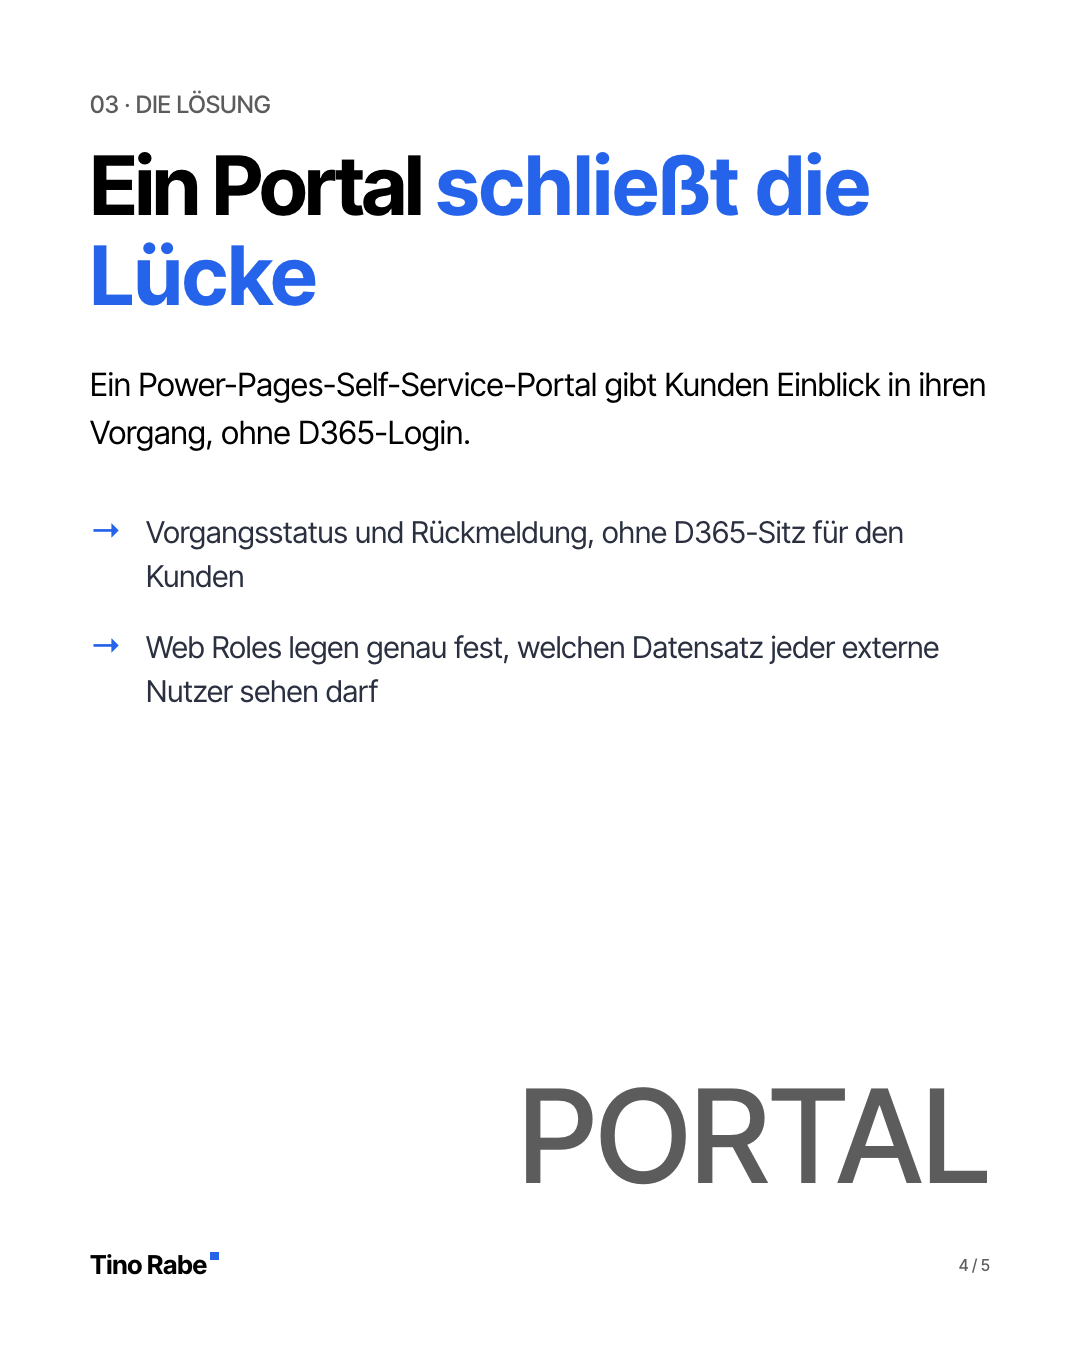 03 · DIE LÖSUNG
Ein Portal schließt die
Lücke
Ein Power-Pages-Self-Service-Portal gibt Kunden Einblick in ihren
Vorgang, ohne D365-Login.
→ Vorgangsstatus und Rückmeldung, ohne D365-Sitz für den
Kunden
→ Web Roles legen genau fest, welchen Datensatz jeder externe
Nutzer sehen darf
PORTAL
Tino Rabe
4 / 5